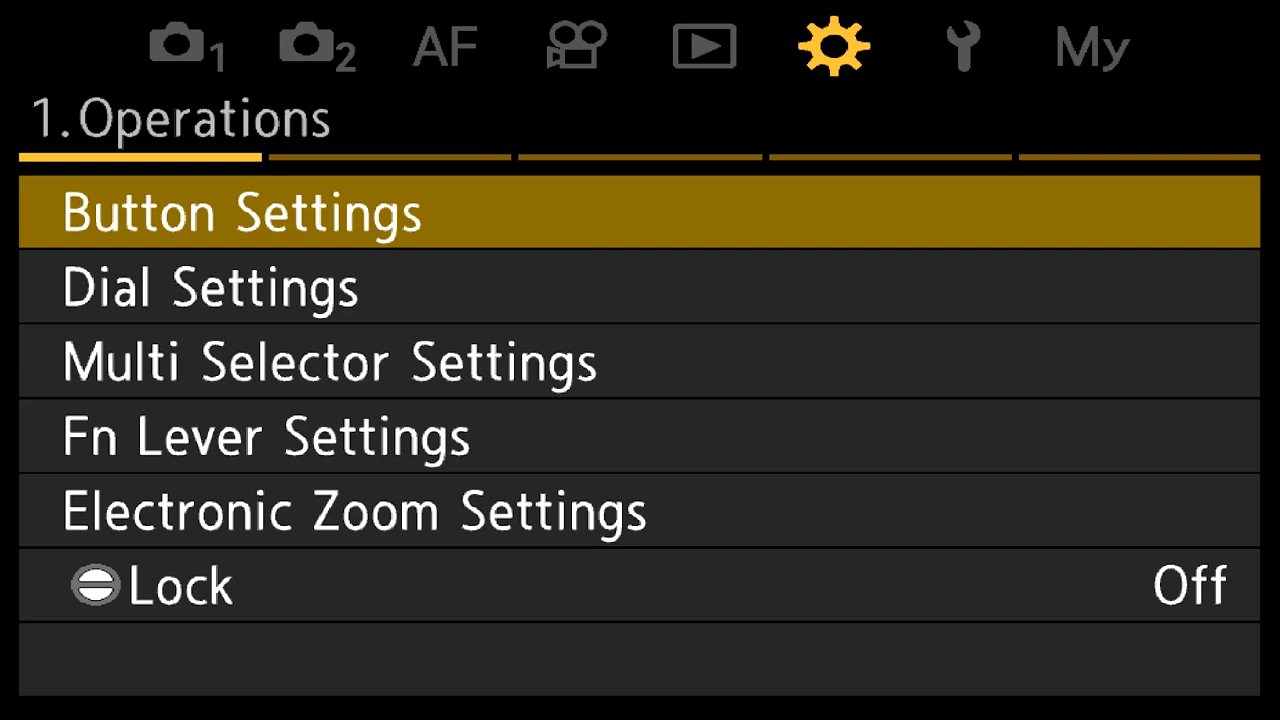 1 2 AF My
1.Operations
Button Settings
Dial Settings
Multi Selector Settings
Fn Lever Settings
Electronic Zoom Settings
Lock Off